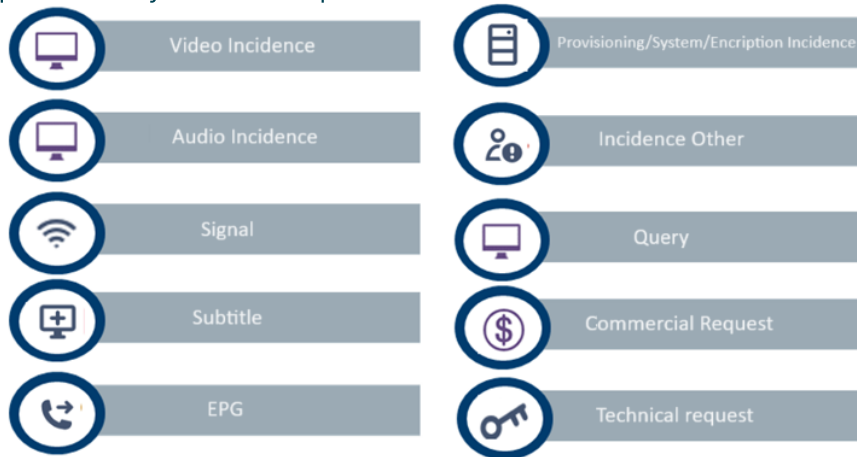 Video Incidence
Audio Incidence
Signal
Subtitle
EPG
Provisioning/System/Encription Incidence
Incidence Other
Query
Commercial Request
Technical request